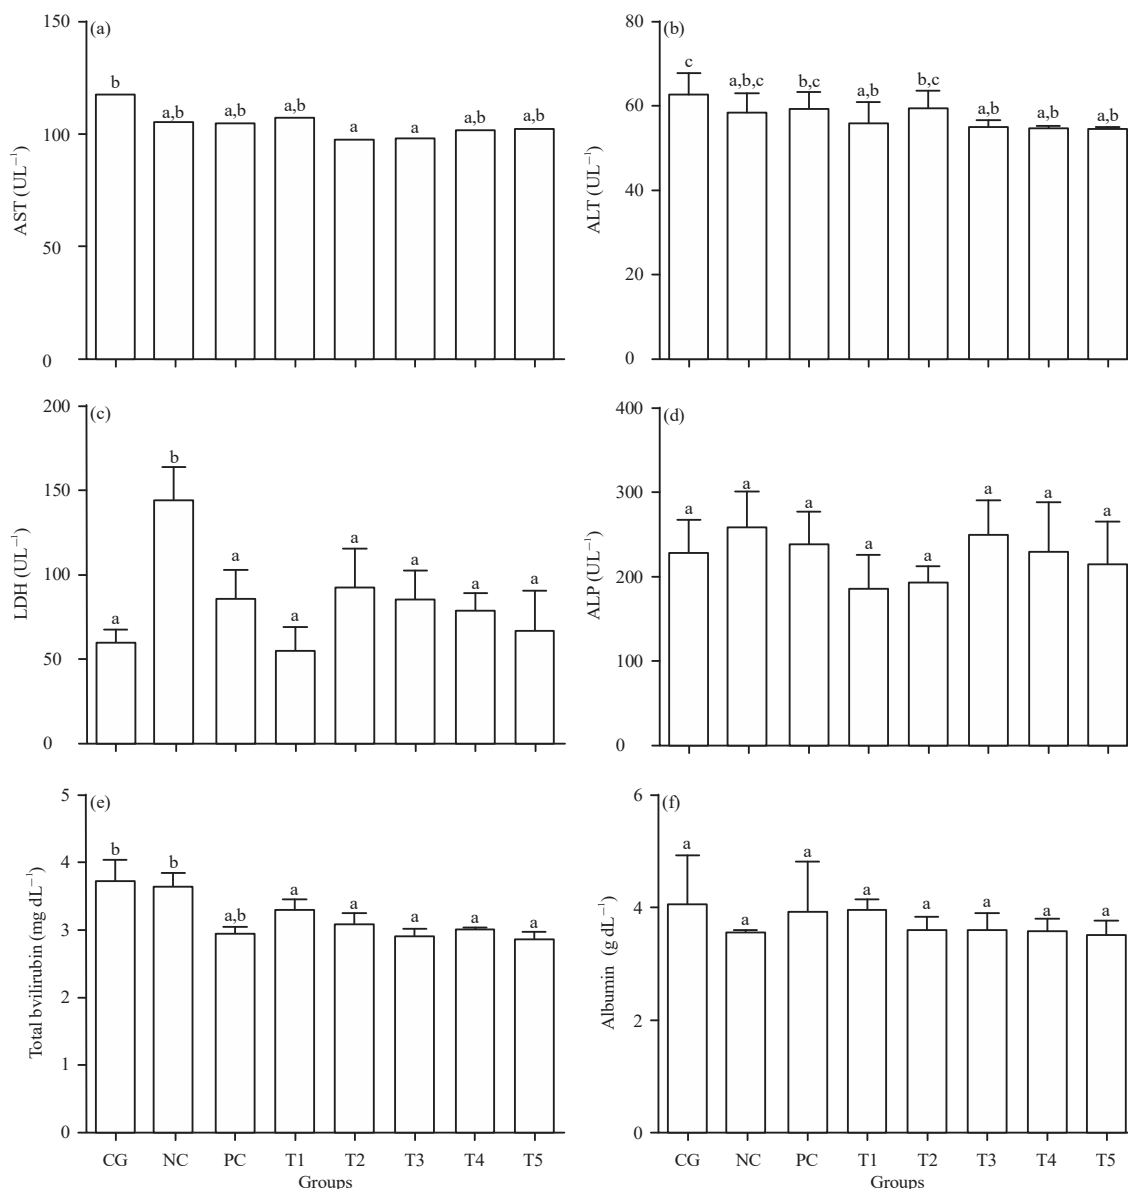 (a)
AST (UL⁻¹)
150
100
50
0
b
a,b
a,b
a,b
a
a
a,b
a,b
(b)
ALT (UL⁻¹)
80
60
40
20
0
c
a,b,c
b,c
a,b
b,c
a,b
a,b
a,b
(c)
LDH (UL⁻¹)
200
150
100
50
0
a
b
a
a
a
a
a
a
(d)
ALP (UL⁻¹)
400
300
200
100
0
a
a
a
a
a
a
a
a
(e)
Total bvilirubin (mg dL⁻¹)
5
4
3
2
1
0
b
b
a,b
a
a
a
a
a
CG NC PC T1 T2 T3 T4 T5
Groups
(f)
Albumin (g dL⁻¹)
6
4
2
0
a
a
a
a
a
a
a
a
CG NC PC T1 T2 T3 T4 T5
Groups